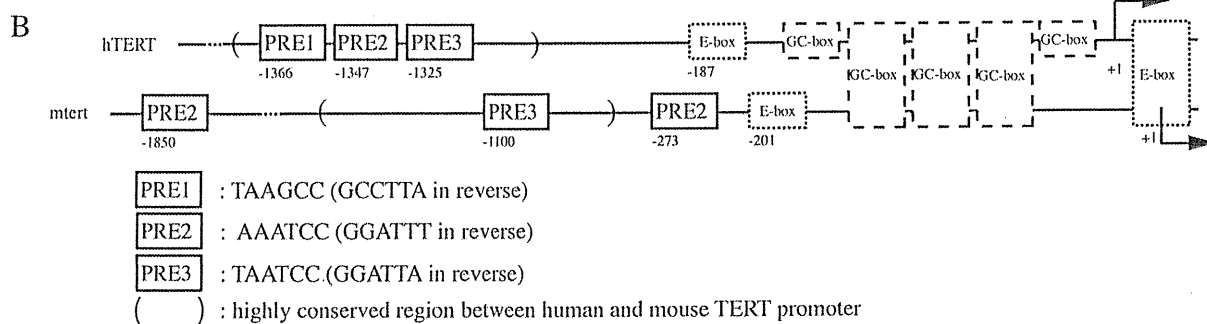 B
hTERT ( PRE1 PRE2 PRE3 ) E-box GC-box GC-box GC-box GC-box GC-box +1 E-box
-1366 -1347 -1325 -187
mtert PRE2 ( PRE3 ) PRE2 E-box
-1850 -1100 -273 -201 +1
PRE1 : TAAGCC (GCCTTA in reverse)
PRE2 : AAATCC (GGATTT in reverse)
PRE3 : TAATCC.(GGATTA in reverse)
( ) : highly conserved region between human and mouse TERT promoter